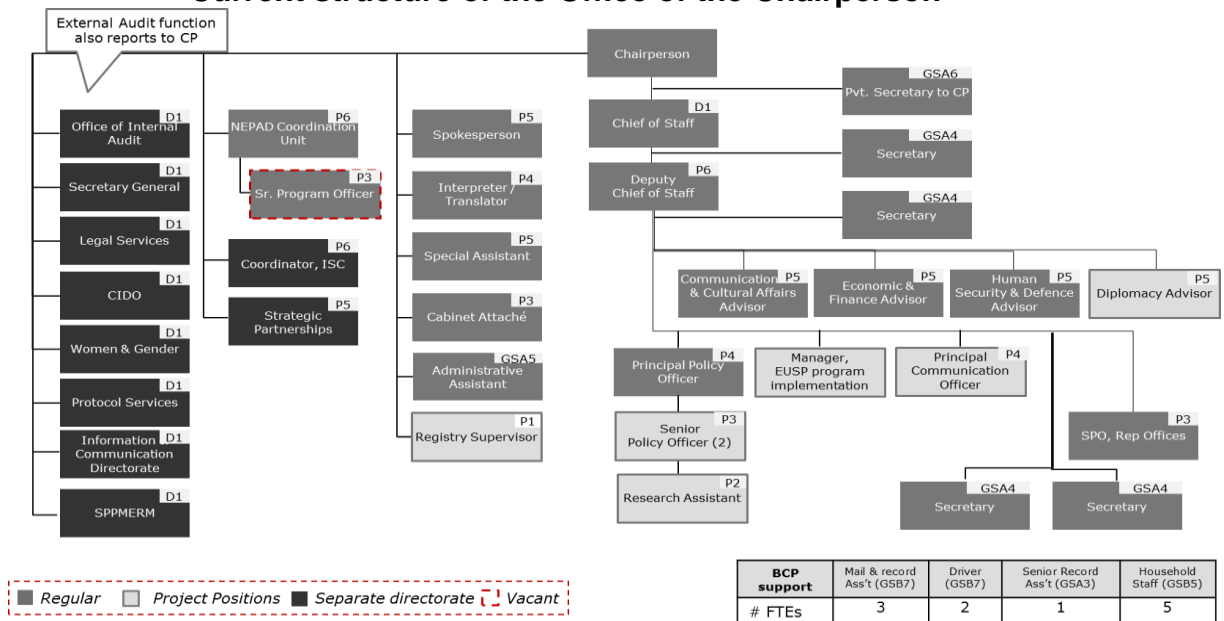 Current Structure of the Office of the Chairperson
External Audit function
also reports to CP
Chairperson
GSA6
Pvt. Secretary to CP
D1
Chief of Staff
GSA4
Secretary
P6
Deputy
Chief of Staff
GSA4
Secretary
D1
Office of Internal
Audit
D1
Secretary General
D1
Legal Services
D1
CIDO
D1
Women & Gender
D1
Protocol Services
D1
Information
Communication
Directorate
D1
SPPMERM
P6
NEPAD Coordination
Unit
P3
Sr. Program Officer
P6
Coordinator, ISC
P5
Strategic
Partnerships
P5
Spokesperson
P4
Interpreter /
Translator
P5
Special Assistant
P3
Cabinet Attaché
GSA5
Administrative
Assistant
P1
Registry Supervisor
P5
Communication
& Cultural Affairs
Advisor
P5
Economic &
Finance Advisor
P5
Human
Security & Defence
Advisor
P5
Diplomacy Advisor
P4
Principal Policy
Officer
Manager,
EUSP program
implementation
P4
Principal
Communication
Officer
P3
SPO, Rep Offices
P3
Senior
Policy Officer (2)
P2
Research Assistant
GSA4
Secretary
GSA4
Secretary
Regular Project Positions Separate directorate Vacant
BCP support Mail & record Ass't (GSB7) Driver (GSB7) Senior Record Ass't (GSA3) Household Staff (GSB5)
# FTEs 3 2 1 5